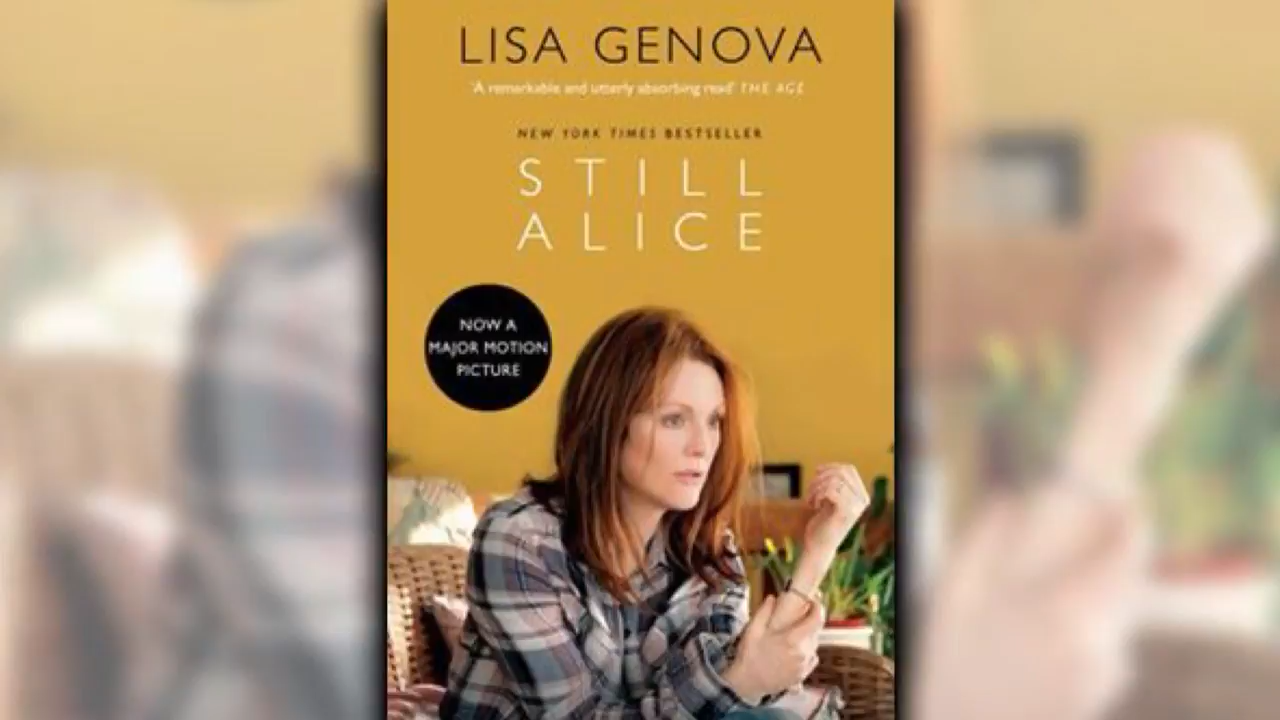 LISA GENOVA
'A remarkable and utterly absorbing read' THE AGE
NEW YORK TIMES BESTSELLER
STILL
ALICE
NOW A
MAJOR MOTION
PICTURE